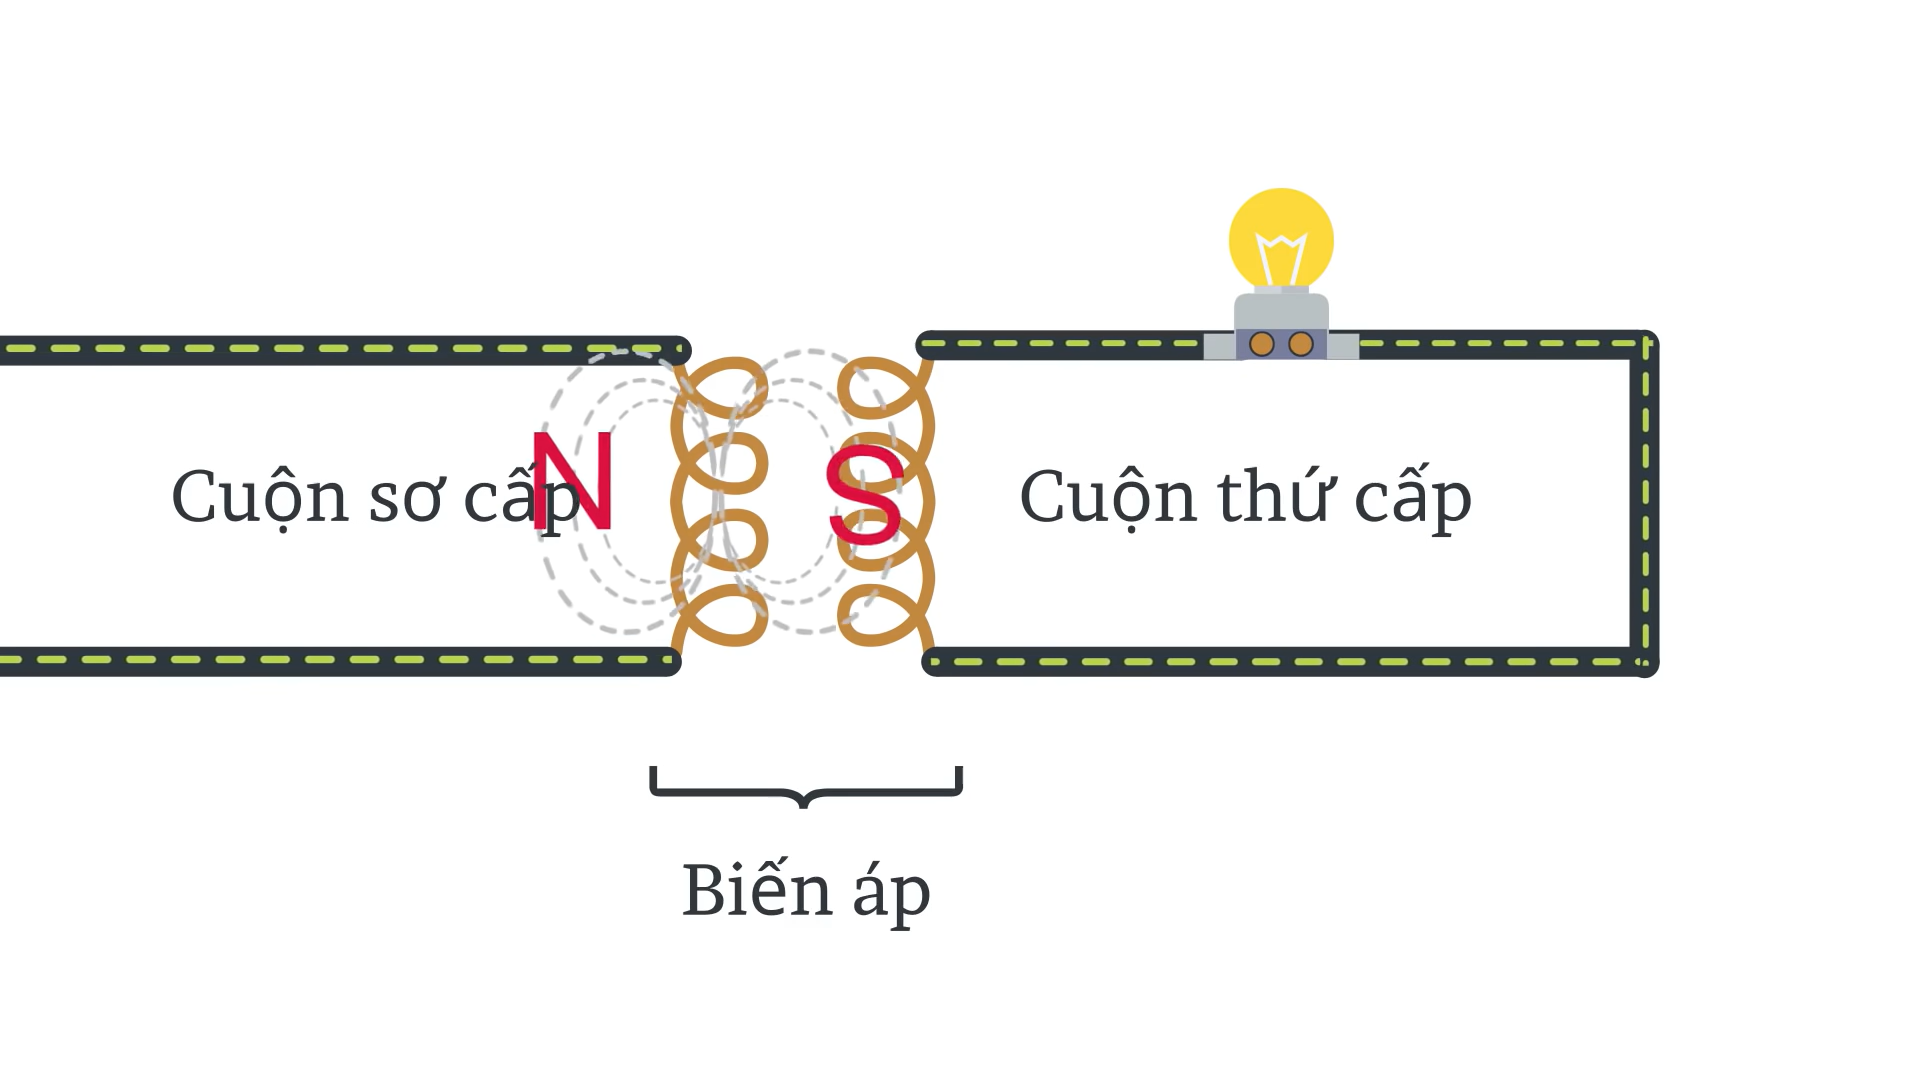 Cuộn sơ cấp
N
S
Cuộn thứ cấp
Biến áp